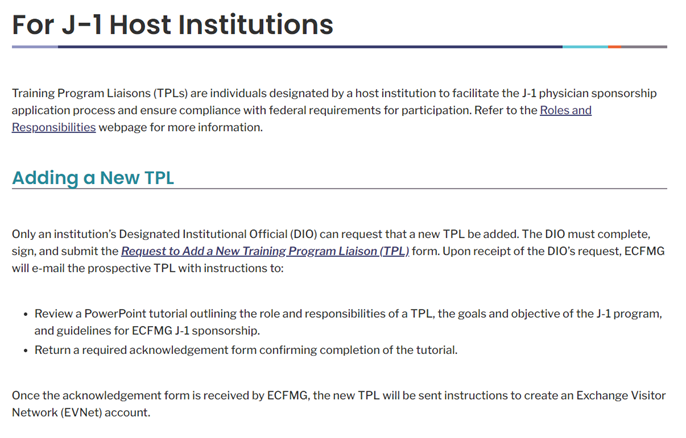 For J-1 Host Institutions
Training Program Liaisons (TPLs) are individuals designated by a host institution to facilitate the J-1 physician sponsorship
application process and ensure compliance with federal requirements for participation. Refer to the Roles and
Responsibilities webpage for more information.
Adding a New TPL
Only an institution's Designated Institutional Official (DIO) can request that a new TPL be added. The DIO must complete,
sign, and submit the Request to Add a New Training Program Liaison (TPL) form. Upon receipt of the DIO's request, ECFMG
will e-mail the prospective TPL with instructions to:
• Review a PowerPoint tutorial outlining the role and responsibilities of a TPL, the goals and objective of the J-1 program,
and guidelines for ECFMG J-1 sponsorship.
• Return a required acknowledgement form confirming completion of the tutorial.
Once the acknowledgement form is received by ECFMG, the new TPL will be sent instructions to create an Exchange Visitor
Network (EVNet) account.